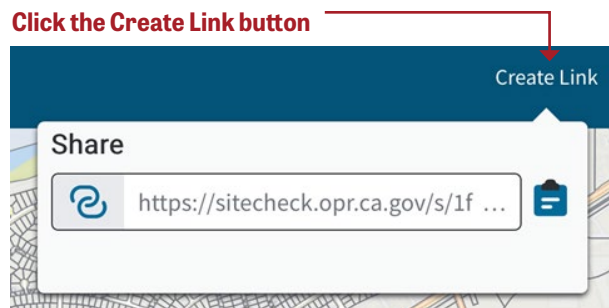 Click the Create Link button
Create Link
Share
https://sitecheck.opr.ca.gov/s/1f ...